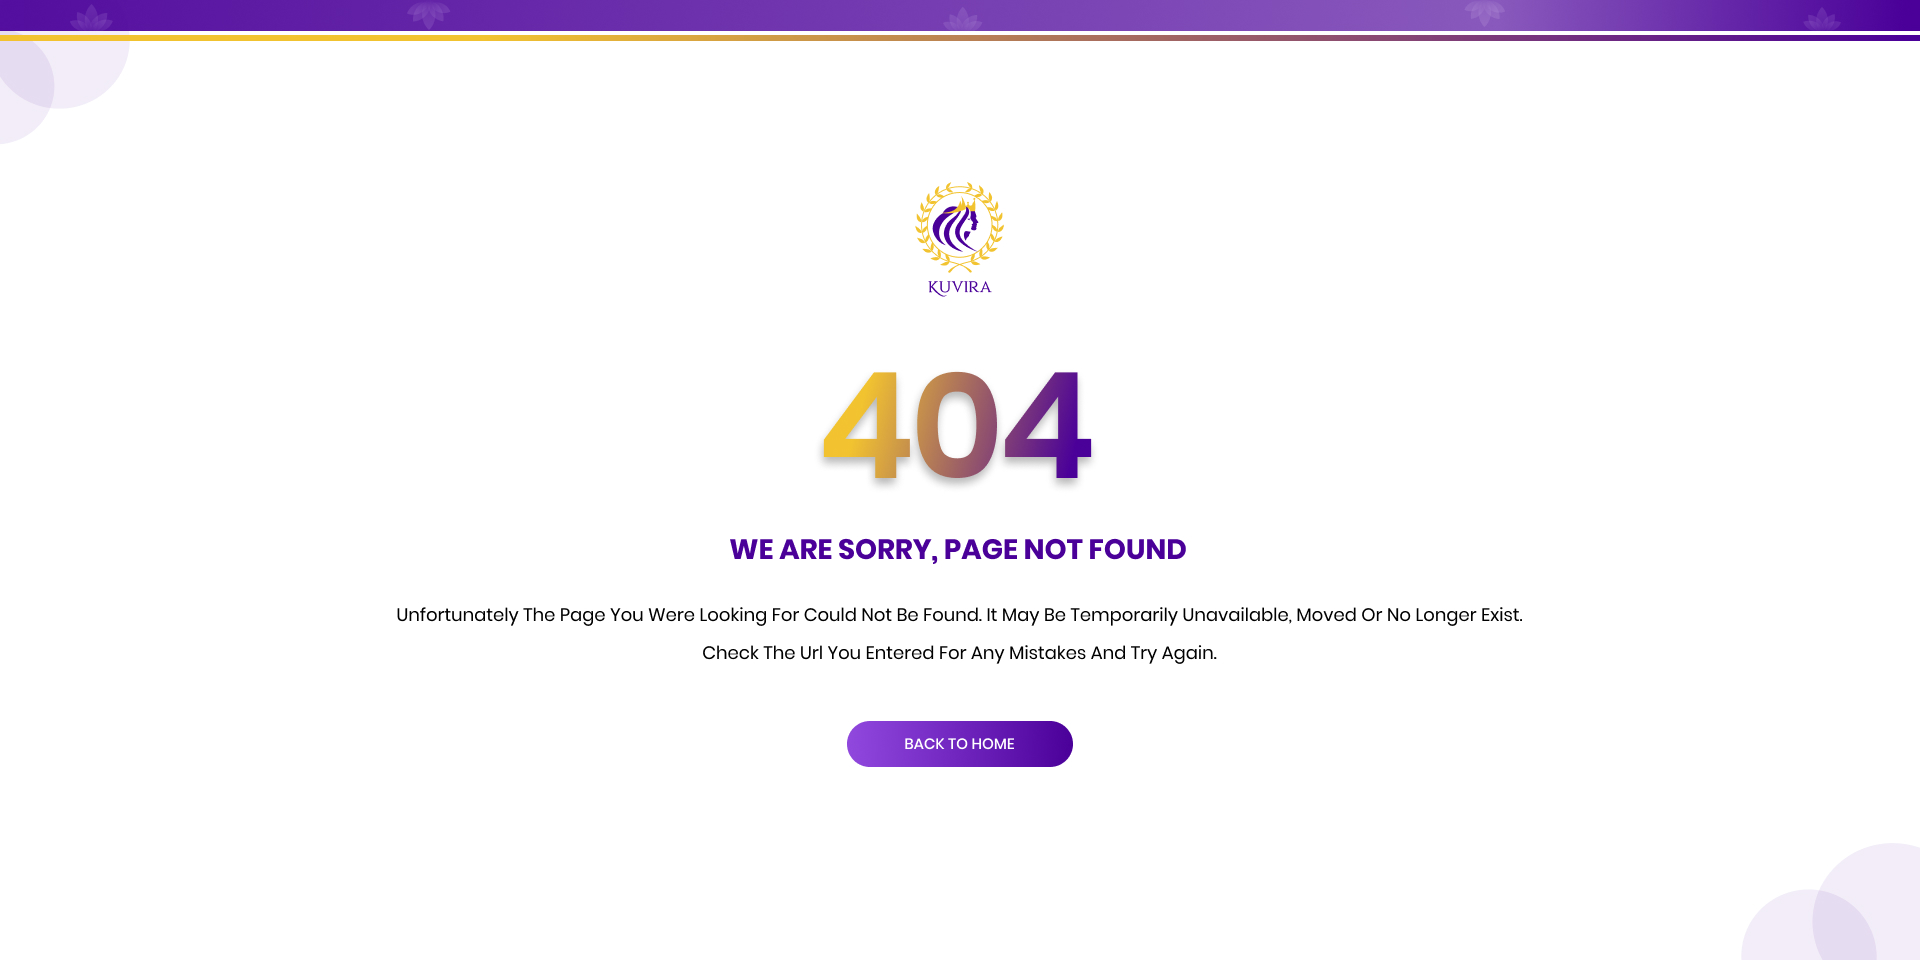 KUVIRA
404
WE ARE SORRY, PAGE NOT FOUND
Unfortunately The Page You Were Looking For Could Not Be Found. It May Be Temporarily Unavailable, Moved Or No Longer Exist.
Check The Url You Entered For Any Mistakes And Try Again.
BACK TO HOME